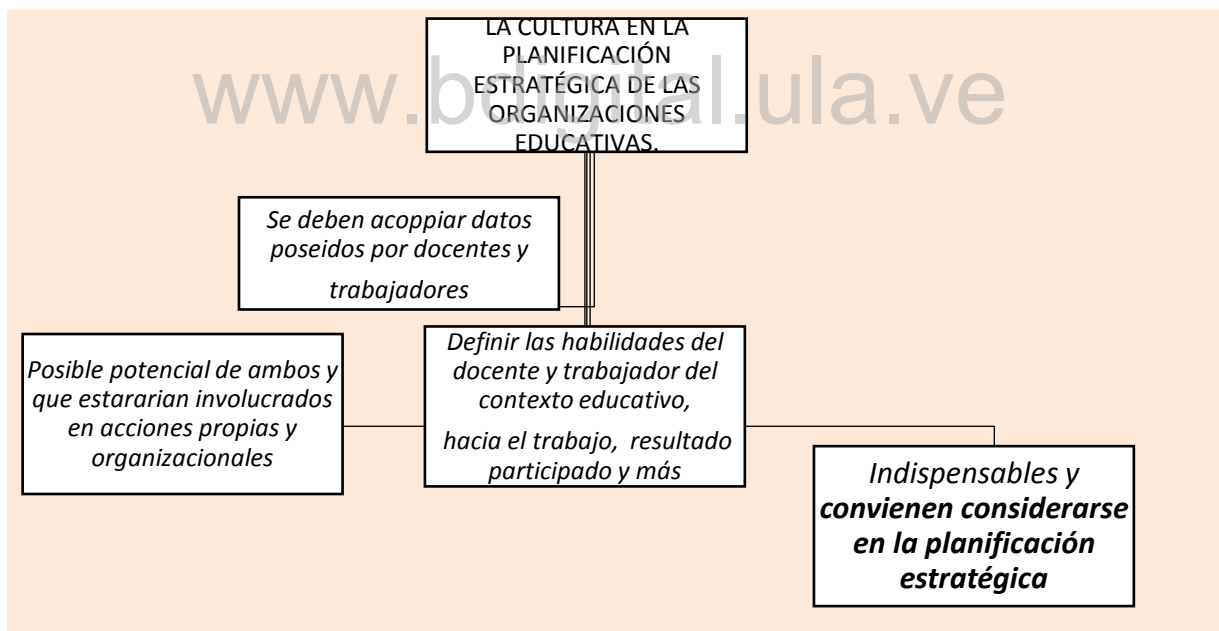 LA CULTURA EN LA
PLANIFICACIÓN
ESTRATÉGICA DE LAS
ORGANIZACIONES
EDUCATIVAS.
www.bdigital.ula.ve
Se deben acoppiar datos
poseidos por docentes y
trabajadores
Posible potencial de ambos y
que estararian involucrados
en acciones propias y
organizacionales
Definir las habilidades del
docente y trabajador del
contexto educativo,
hacia el trabajo, resultado
participado y más
Indispensables y
convienen considerarse
en la planificación
estratégica